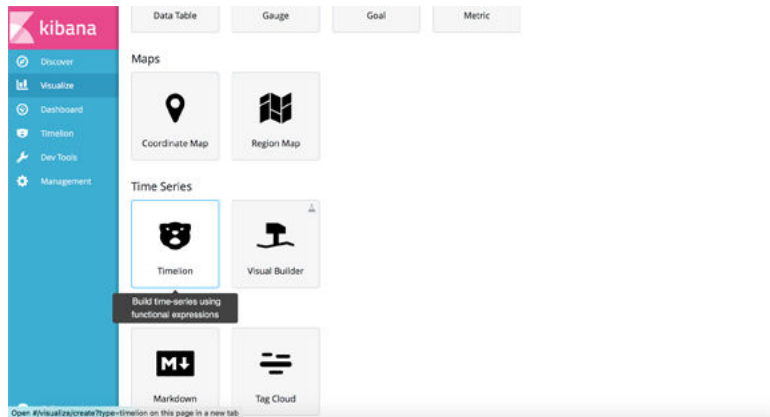 kibana
Discover
Visualize
Dashboard
Timelion
Dev Tools
Management
Data Table
Gauge
Goal
Metric
Maps
Coordinate Map
Region Map
Time Series
Timelion
Visual Builder
Build time-series using
functional expressions
M
Markdown
Tag Cloud
Open #/visualize/create?type=timelion on this page in a new tab